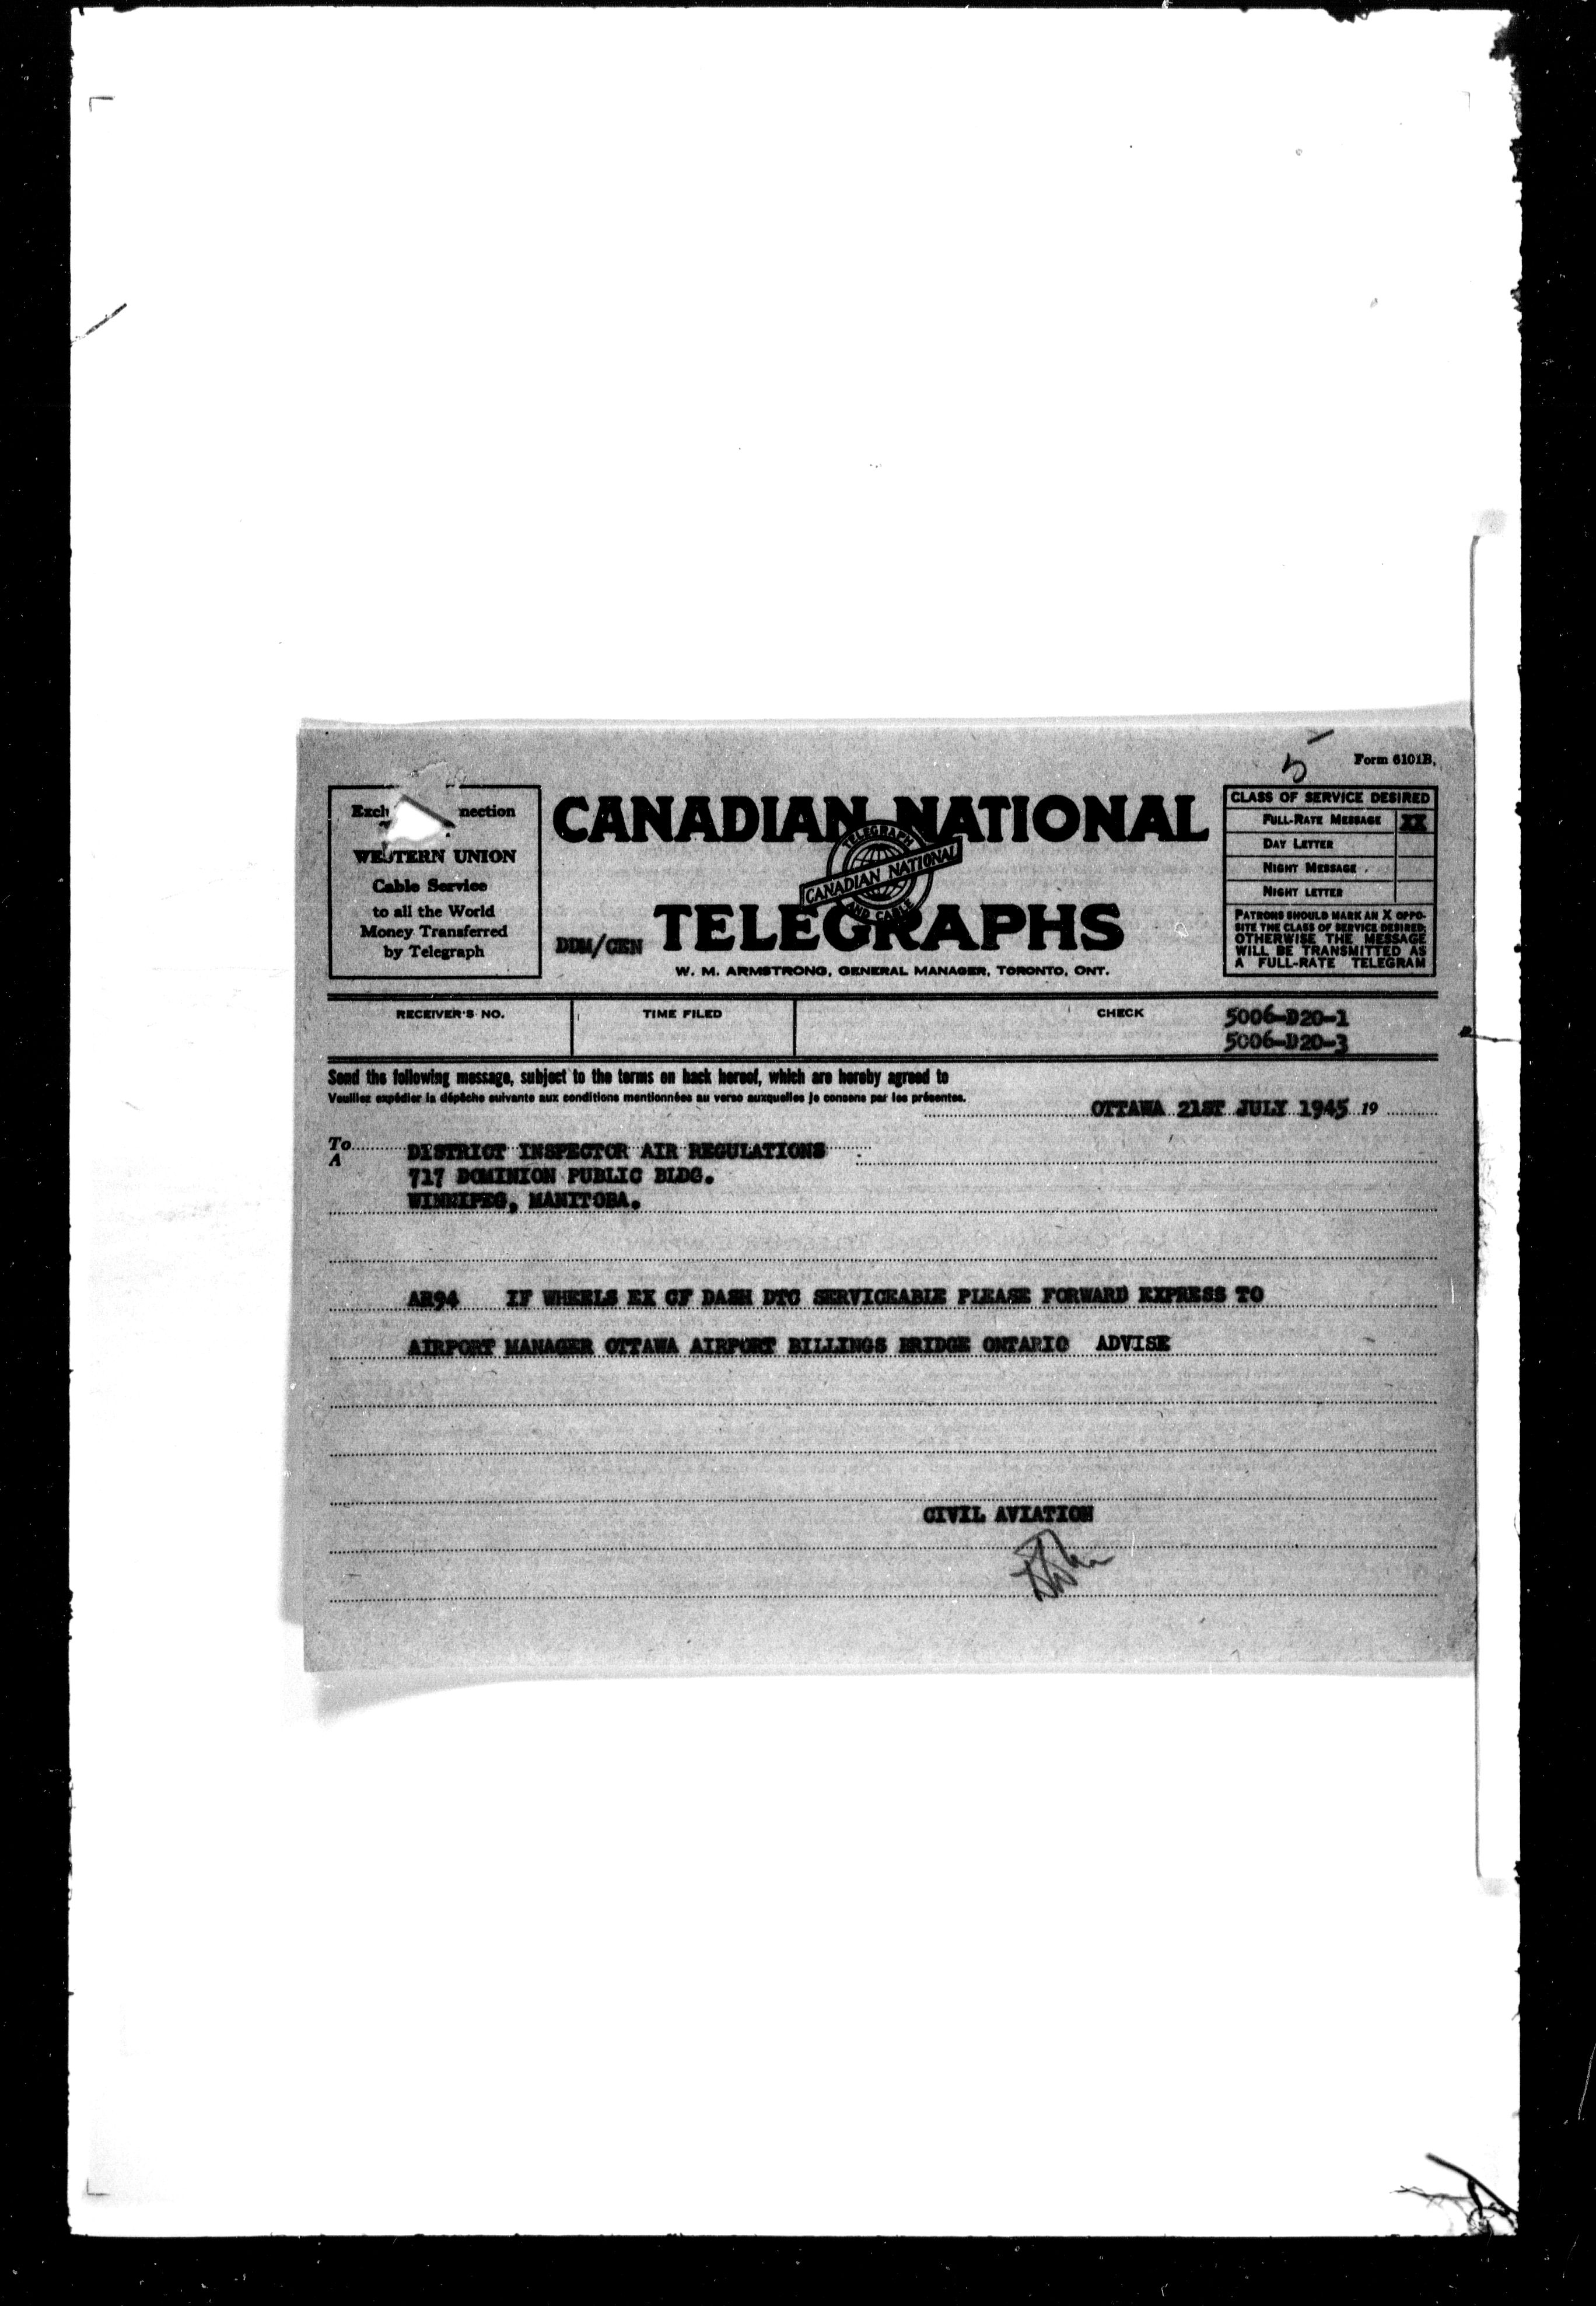 5
Form 6101B,
Excl nection
WESTERN UNION
Cable Service
to all the World
Money Transferred
by Telegraph
CANADIAN NATIONAL
TELEGRAPH
CANADIAN NATIONAL
AND CABLE
DDM/CEN TELEGRAPHS
W. M. ARMSTRONG, GENERAL MANAGER, TORONTO, ONT.
CLASS OF SERVICE DESIRED
FULL-RATE MESSAGE XX
DAY LETTER
NIGHT MESSAGE
NIGHT LETTER
PATRONS SHOULD MARK AN X OPPO-
SITE THE CLASS OF SERVICE DESIRED;
OTHERWISE THE MESSAGE
WILL BE TRANSMITTED AS
A FULL-RATE TELEGRAM
RECEIVER'S NO. TIME FILED CHECK 5006-D20-1
5006-D20-3
Send the following message, subject to the terms on back hereof, which are hereby agreed to
Veuillez expédier la dépêche suivante aux conditions mentionnées au verso auxquelles je consens par les présentes.
OTTAWA 21ST JULY 1945 19
To DISTRICT INSPECTOR AIR REGULATIONS
A
717 DOMINION PUBLIC BLDG.
WINNIPEG, MANITOBA.
AR94 IF WHEELS EX CF DASH DTC SERVICEABLE PLEASE FORWARD EXPRESS TO
AIRPORT MANAGER OTTAWA AIRPORT BILLINGS BRIDGE ONTARIO ADVISE
CIVIL AVIATION